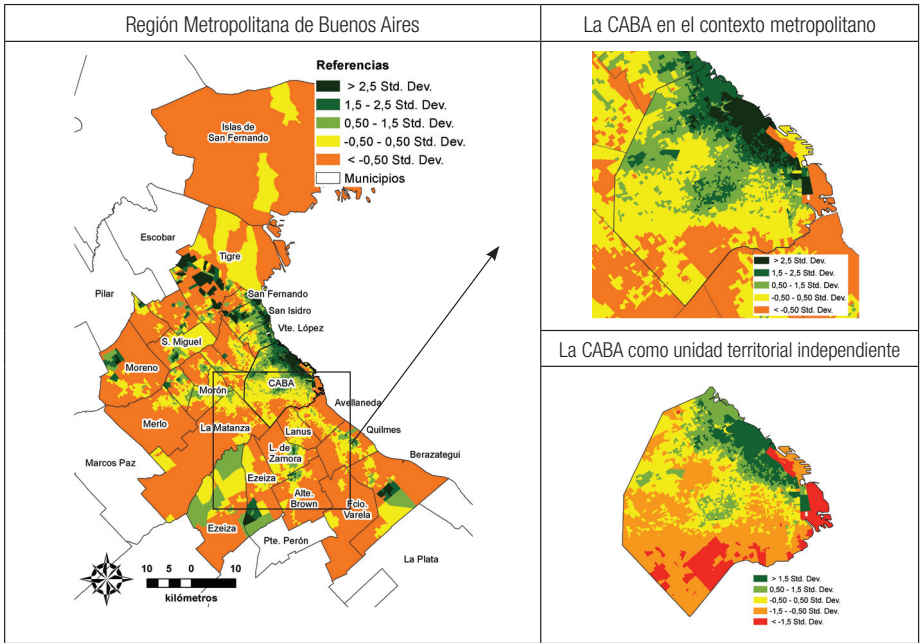 Región Metropolitana de Buenos Aires
Referencias
> 2,5 Std. Dev.
1,5 - 2,5 Std. Dev.
0,50 - 1,5 Std. Dev.
-0,50 - 0,50 Std. Dev.
< -0,50 Std. Dev.
Municipios
Islas de
San Fernando
Escobar
Tigre
Pilar
San Fernando
San Isidro
Vte. López
S. Miguel
Moreno
CABA
Morón
Avellaneda
Merlo
La Matanza
Lanus
Quilmes
L. de
Zamora
Berazategui
Marcos Paz
Ezeiza
Alte.
Brown
Fcio.
Varela
Ezeiza
Pte. Perón
La Plata
10 5 0 10
kilómetros
La CABA en el contexto metropolitano
> 2,5 Std. Dev.
1,5 - 2,5 Std. Dev.
0,50 - 1,5 Std. Dev.
-0,50 - 0,50 Std. Dev.
< -0,50 Std. Dev.
La CABA como unidad territorial independiente
> 1,5 Std. Dev.
0,50 - 1,5 Std. Dev.
-0,50 - 0,50 Std. Dev.
-1,5 - -0,50 Std. Dev.
< -1,5 Std. Dev.